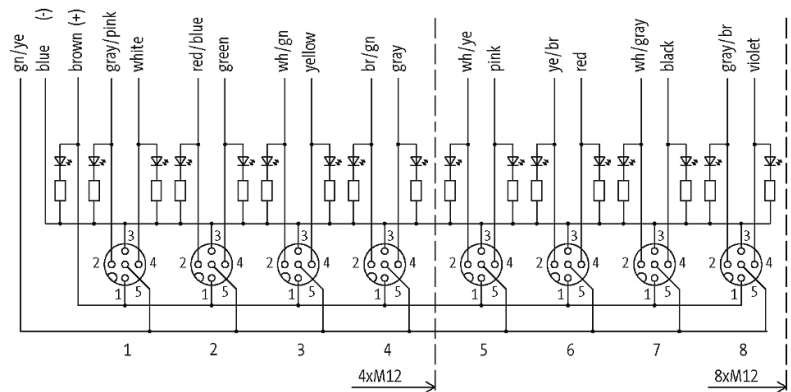 gn/ye
blue (-)
brown (+)
gray/pink
white
red/blue
green
wh/gn
yellow
br/gn
gray
wh/ye
pink
ye/br
red
wh/gray
black
gray/br
violet
3 3 3 3 3 3 3 3
2 4 2 4 2 4 2 4 2 4 2 4 2 4 2 4
1 5 1 5 1 5 1 5 1 5 1 5 1 5 1 5
1 2 3 4 5 6 7 8
4xM12 8xM12